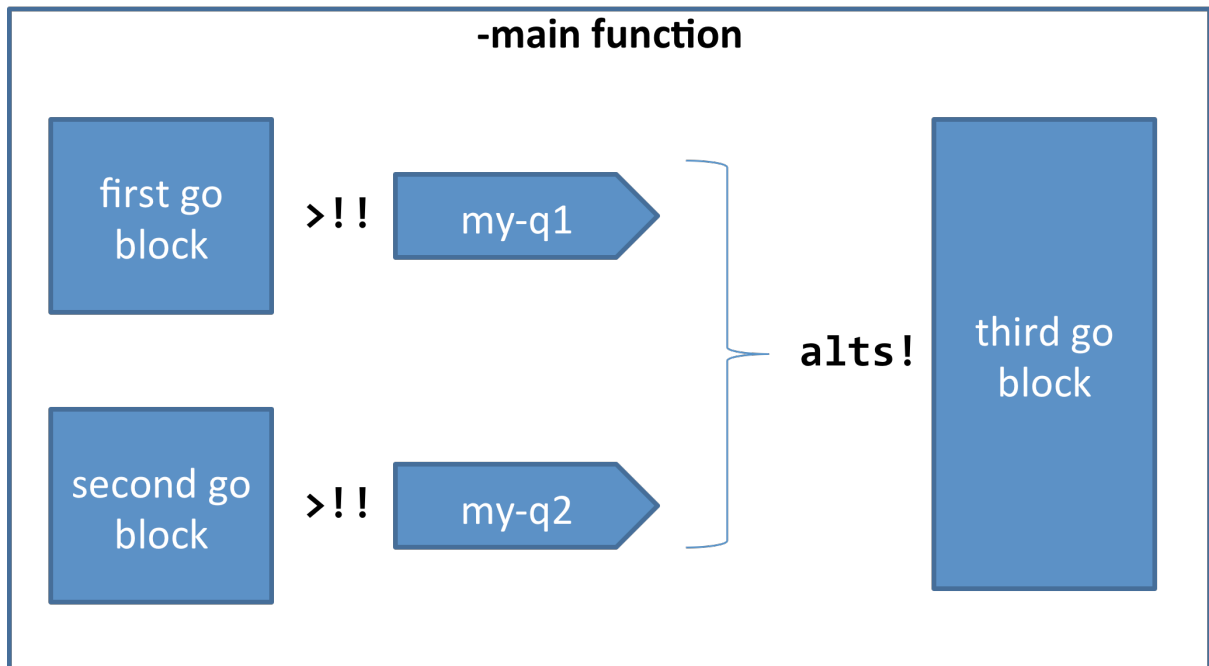 -main function
first go
block
>!!
my-q1
second go
block
>!!
my-q2
alts!
third go
block